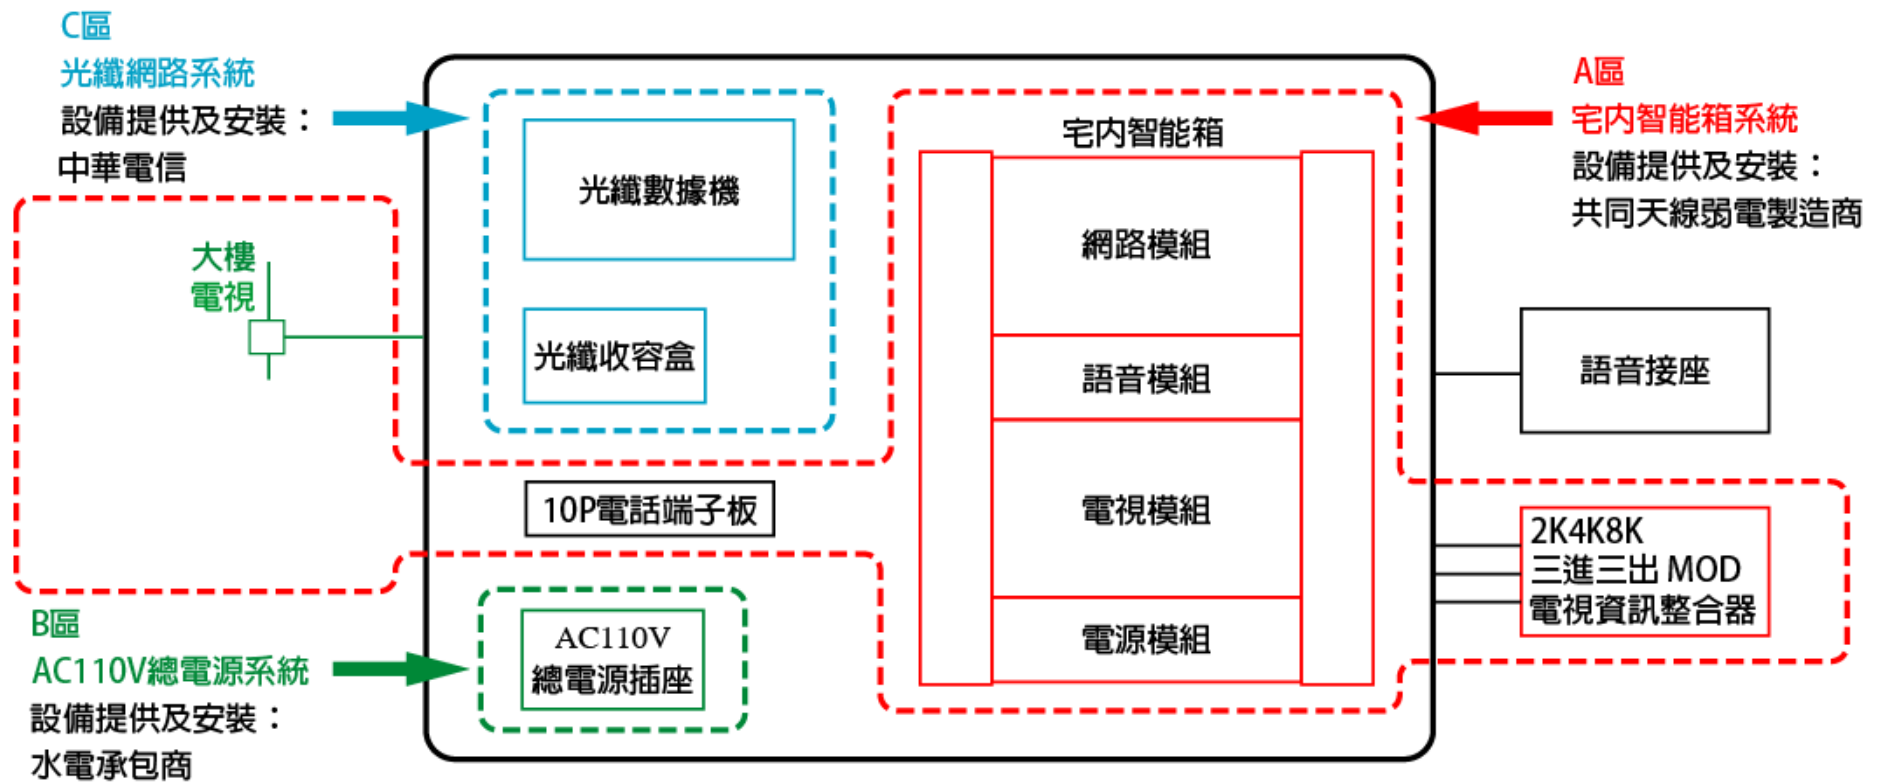 C區
光纖網路系統
設備提供及安裝：
中華電信
大樓
電視
B區
AC110V總電源系統
設備提供及安裝：
水電承包商
光纖數據機
光纖收容盒
10P電話端子板
AC110V
總電源插座
宅內智能箱
網路模組
語音模組
電視模組
電源模組
A區
宅內智能箱系統
設備提供及安裝：
共同天線弱電製造商
語音接座
2K4K8K
三進三出 MOD
電視資訊整合器